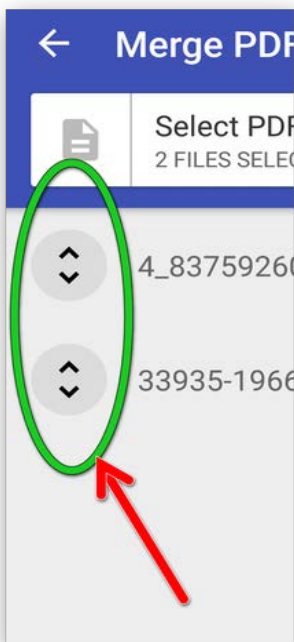 Merge PDF
Select PDF
2 FILES SELEC
4_83759260
33935-1966